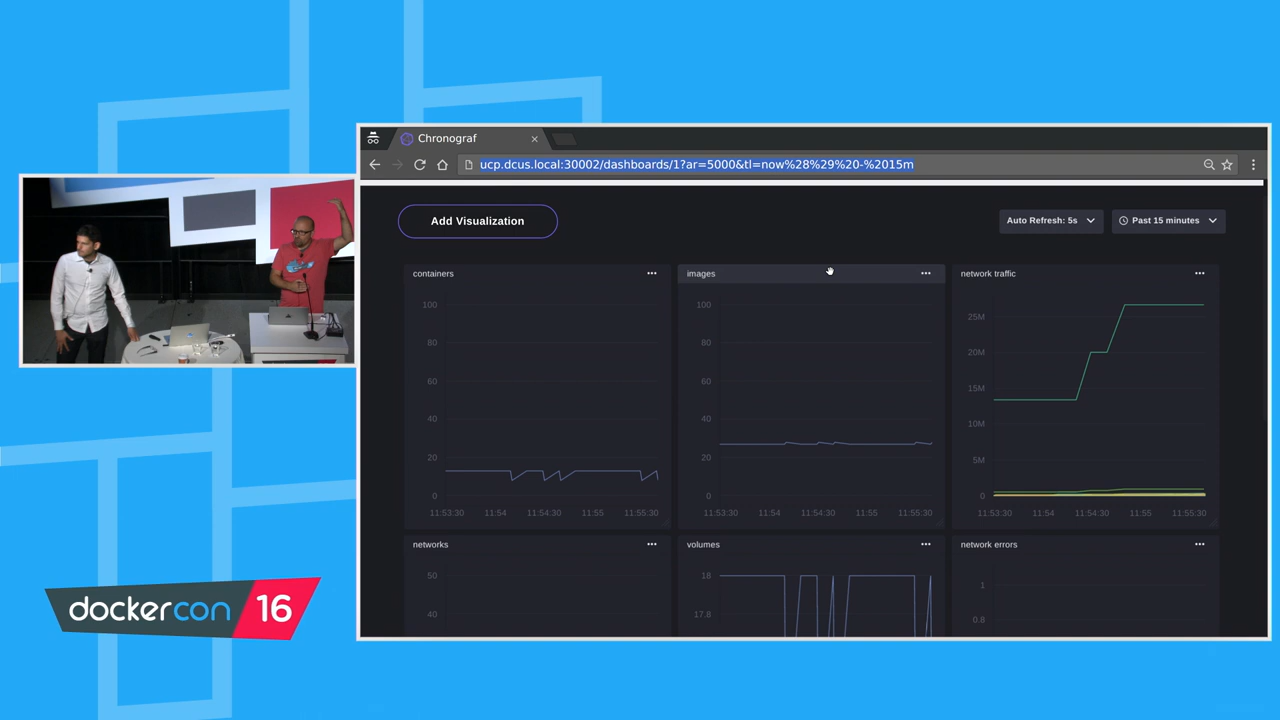 Chronograf
ucp.dcus.local:30002/dashboards/1?ar=5000&tl=now%28%29%20-%2015m
Add Visualization
Auto Refresh: 5s
Past 15 minutes
containers
100
80
60
40
20
0
11:53:30 11:54 11:54:30 11:55 11:55:30
images
100
80
60
40
20
0
11:53:30 11:54 11:54:30 11:55 11:55:30
network traffic
25M
20M
15M
10M
5M
0
11:53:30 11:54 11:54:30 11:55 11:55:30
networks
50
40
volumes
18
17.8
network errors
1
0.8
dockercon 16